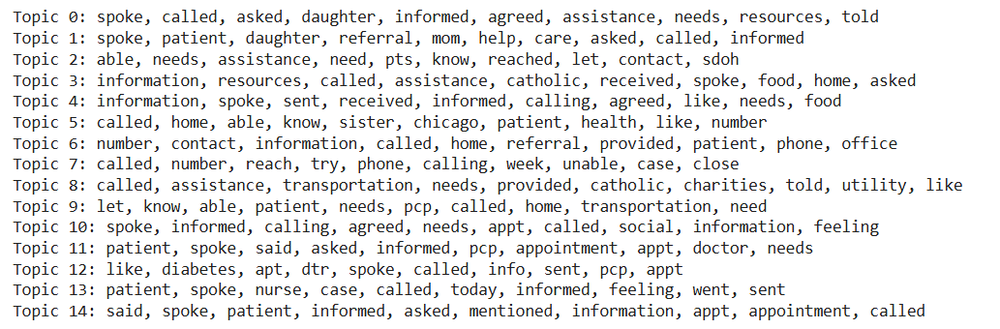 Topic 0: spoke, called, asked, daughter, informed, agreed, assistance, needs, resources, told
Topic 1: spoke, patient, daughter, referral, mom, help, care, asked, called, informed
Topic 2: able, needs, assistance, need, pts, know, reached, let, contact, sdoh
Topic 3: information, resources, called, assistance, catholic, received, spoke, food, home, asked
Topic 4: information, spoke, sent, received, informed, calling, agreed, like, needs, food
Topic 5: called, home, able, know, sister, chicago, patient, health, like, number
Topic 6: number, contact, information, called, home, referral, provided, patient, phone, office
Topic 7: called, number, reach, try, phone, calling, week, unable, case, close
Topic 8: called, assistance, transportation, needs, provided, catholic, charities, told, utility, like
Topic 9: let, know, able, patient, needs, pcp, called, home, transportation, need
Topic 10: spoke, informed, calling, agreed, needs, appt, called, social, information, feeling
Topic 11: patient, spoke, said, asked, informed, pcp, appointment, appt, doctor, needs
Topic 12: like, diabetes, apt, dtr, spoke, called, info, sent, pcp, appt
Topic 13: patient, spoke, nurse, case, called, today, informed, feeling, went, sent
Topic 14: said, spoke, patient, informed, asked, mentioned, information, appt, appointment, called